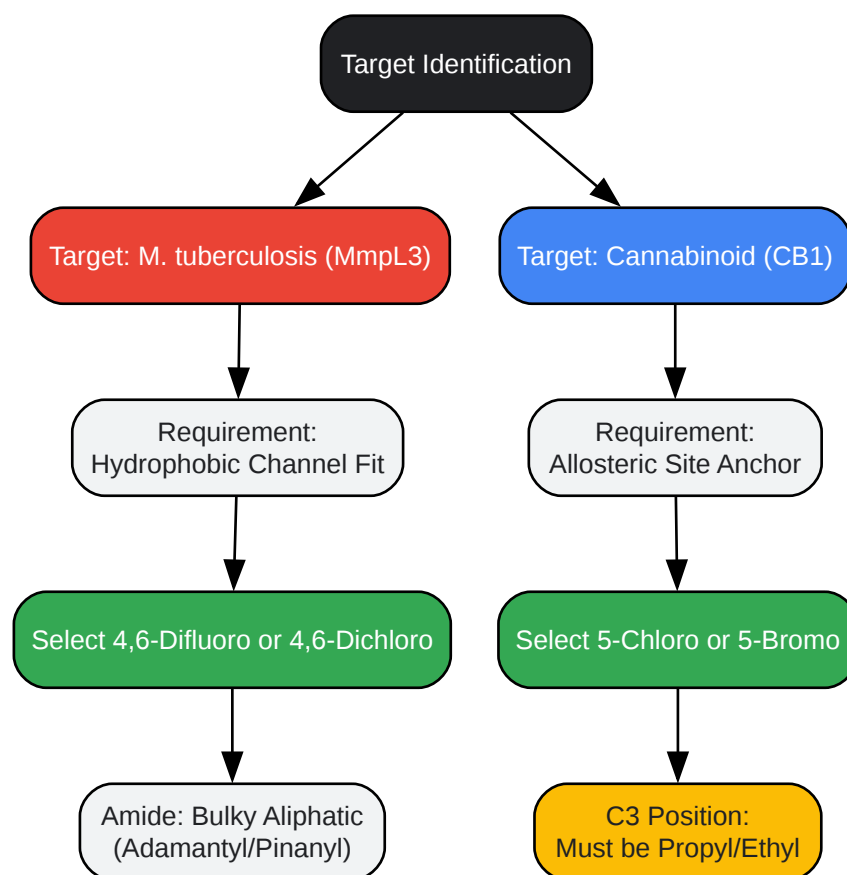 Target Identification
Target: M. tuberculosis (MmpL3)
Target: Cannabinoid (CB1)
Requirement:
Hydrophobic Channel Fit
Requirement:
Allosteric Site Anchor
Select 4,6-Difluoro or 4,6-Dichloro
Select 5-Chloro or 5-Bromo
Amide: Bulky Aliphatic
(Adamantyl/Pinanyl)
C3 Position:
Must be Propyl/Ethyl